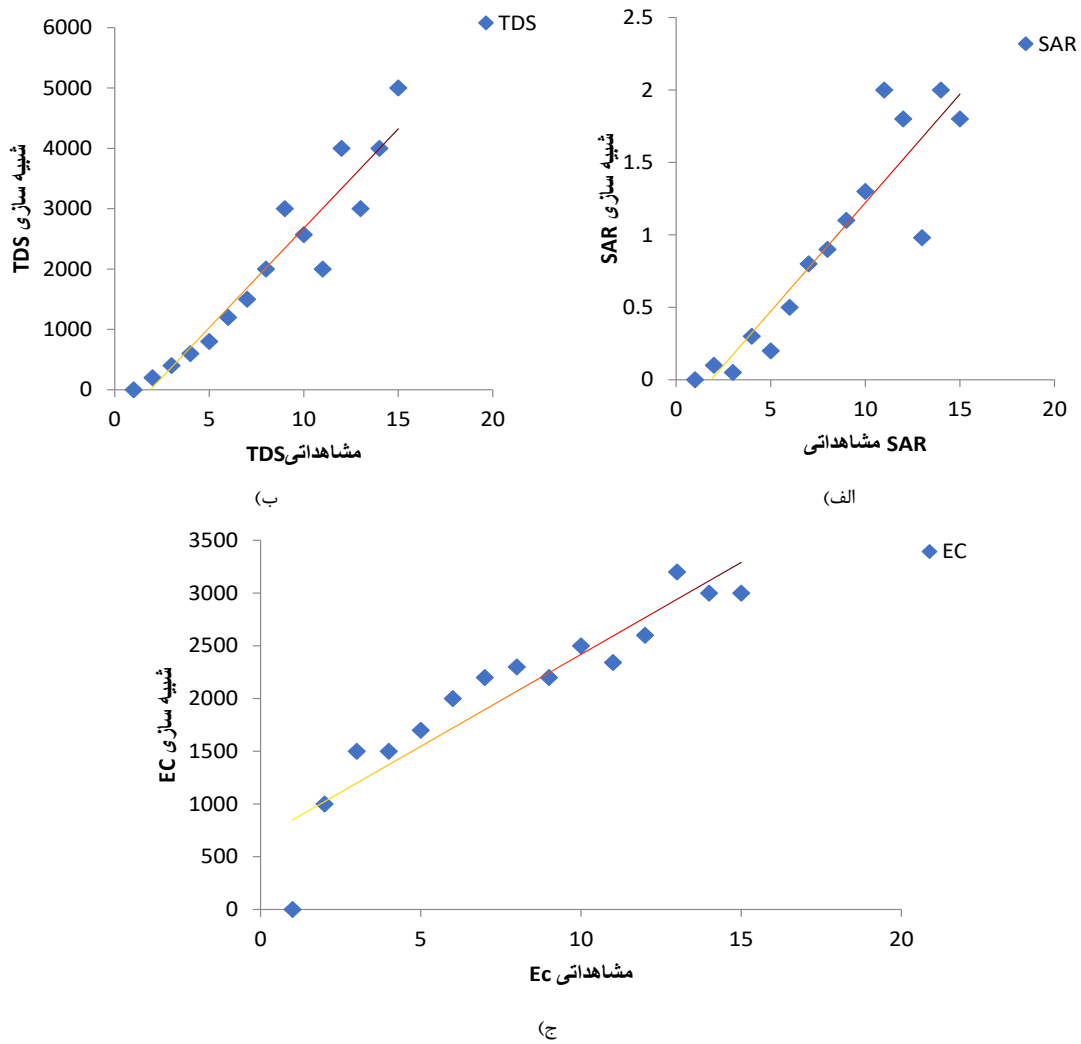 TDS
6000
5000
4000
3000
2000
1000
0
0 5 10 15 20
شبیه سازی TDS
مشاهداتیTDS
ب)
SAR
2.5
2
1.5
1
0.5
0
0 5 10 15 20
شبیه سازی SAR
SAR مشاهداتی
الف)
EC
3500
3000
2500
2000
1500
1000
500
0
0 5 10 15 20
شبیه سازی EC
مشاهداتی Ec
ج)